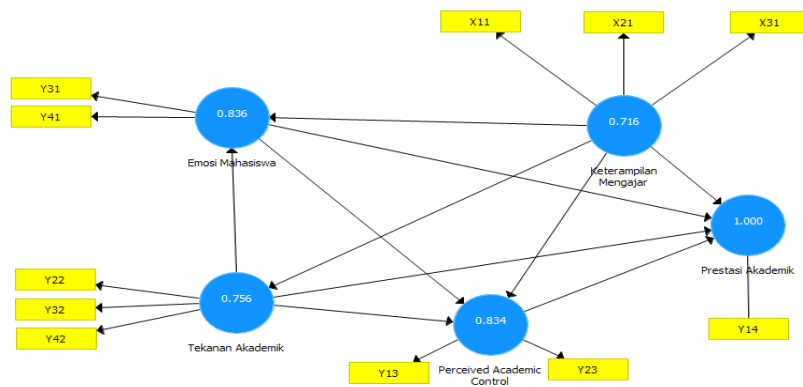 X11
X21
X31
Y31
Y41
0.836
Emosi Mahasiswa
0.716
Keterampilan
Mengajar
1.000
Prestasi Akademik
Y22
Y32
Y42
0.756
Tekanan Akademik
0.834
Perceived Academic
Control
Y13
Y23
Y14